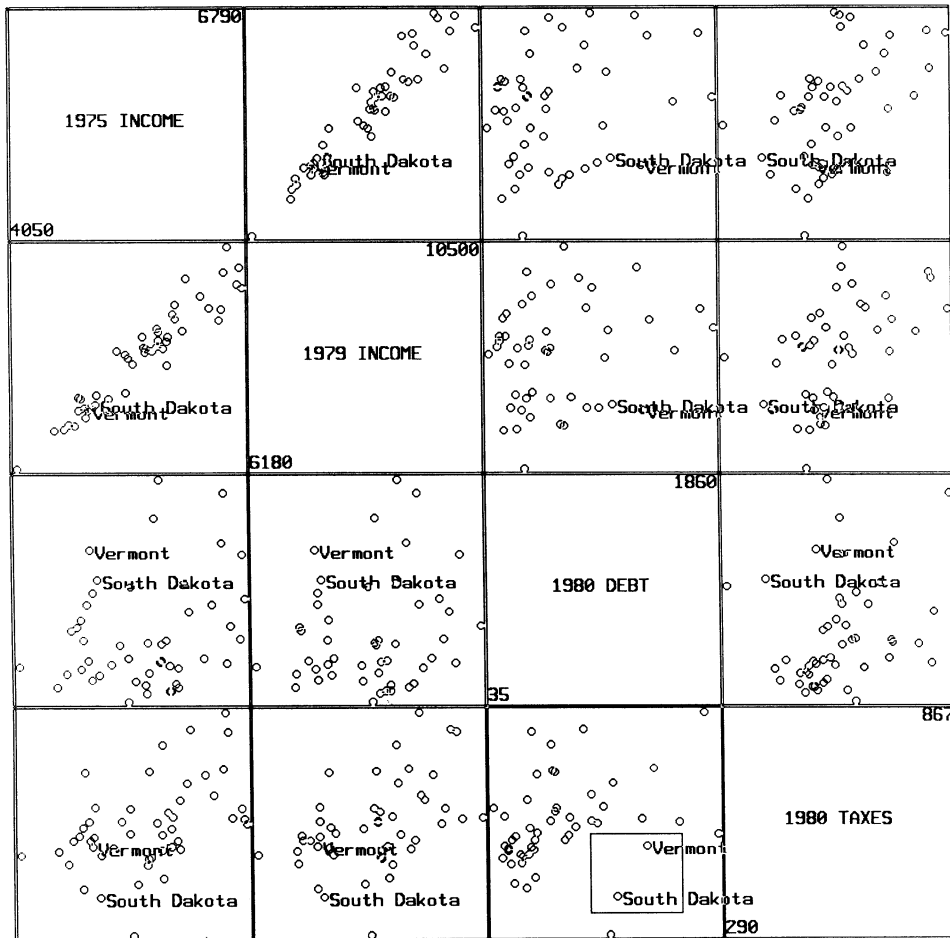 6790
1975 INCOME
South Dakota
Vermont
South Dakota
Vermont
South Dakota
Vermont
4050
10500
1979 INCOME
South Dakota
Vermont
South Dakota
Vermont
South Dakota
Vermont
6180
1860
Vermont
Vermont
Vermont
South Dakota
South Dakota
1980 DEBT
South Dakota
35
867
1980 TAXES
Vermont
Vermont
Vermont
South Dakota
South Dakota
South Dakota
290